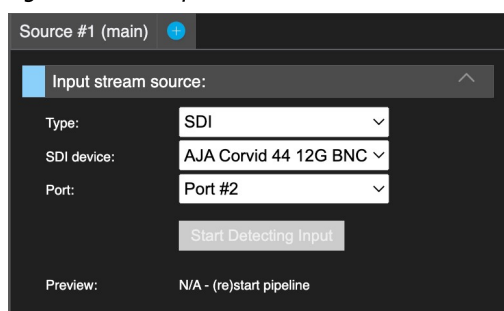 Source #1 (main) +
Input stream source:
Type: SDI
SDI device: AJA Corvid 44 12G BNC
Port: Port #2
Start Detecting Input
Preview: N/A - (re)start pipeline